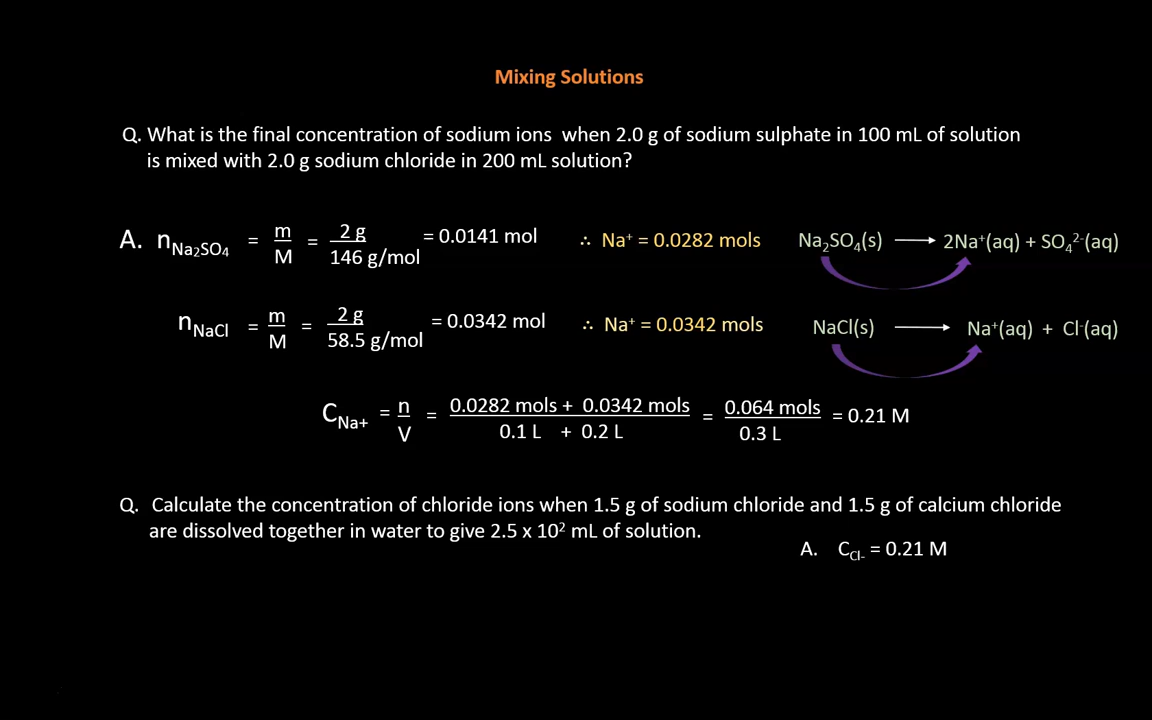 Mixing Solutions
Q. What is the final concentration of sodium ions when 2.0 g of sodium sulphate in 100 mL of solution
is mixed with 2.0 g sodium chloride in 200 mL solution?
A. n_Na₂SO₄ = m/M = 2 g/146 g/mol = 0.0141 mol ∴ Na⁺ = 0.0282 mols Na₂SO₄(s) ⟶ 2Na⁺(aq) + SO₄²⁻(aq)
n_NaCl = m/M = 2 g/58.5 g/mol = 0.0342 mol ∴ Na⁺ = 0.0342 mols NaCl(s) ⟶ Na⁺(aq) + Cl⁻(aq)
C_Na+ = n/V = 0.0282 mols + 0.0342 mols/0.1 L + 0.2 L = 0.064 mols/0.3 L = 0.21 M
Q. Calculate the concentration of chloride ions when 1.5 g of sodium chloride and 1.5 g of calcium chloride
are dissolved together in water to give 2.5 x 10² mL of solution.
A. C_Cl- = 0.21 M